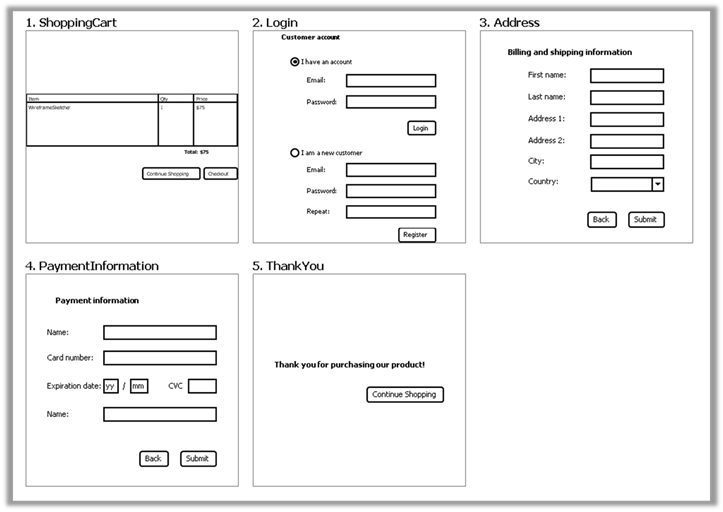 1. ShoppingCart
Item Qty Price
WireframeSketcher 1 $75
Total: $75
Continue Shopping Checkout
2. Login
Customer account
I have an account
Email:
Password:
Login
I am a new customer
Email:
Password:
Repeat:
Register
3. Address
Billing and shipping information
First name:
Last name:
Address 1:
Address 2:
City:
Country:
Back Submit
4. PaymentInformation
Payment information
Name:
Card number:
Expiration date: yy / mm CVC
Name:
Back Submit
5. ThankYou
Thank you for purchasing our product!
Continue Shopping